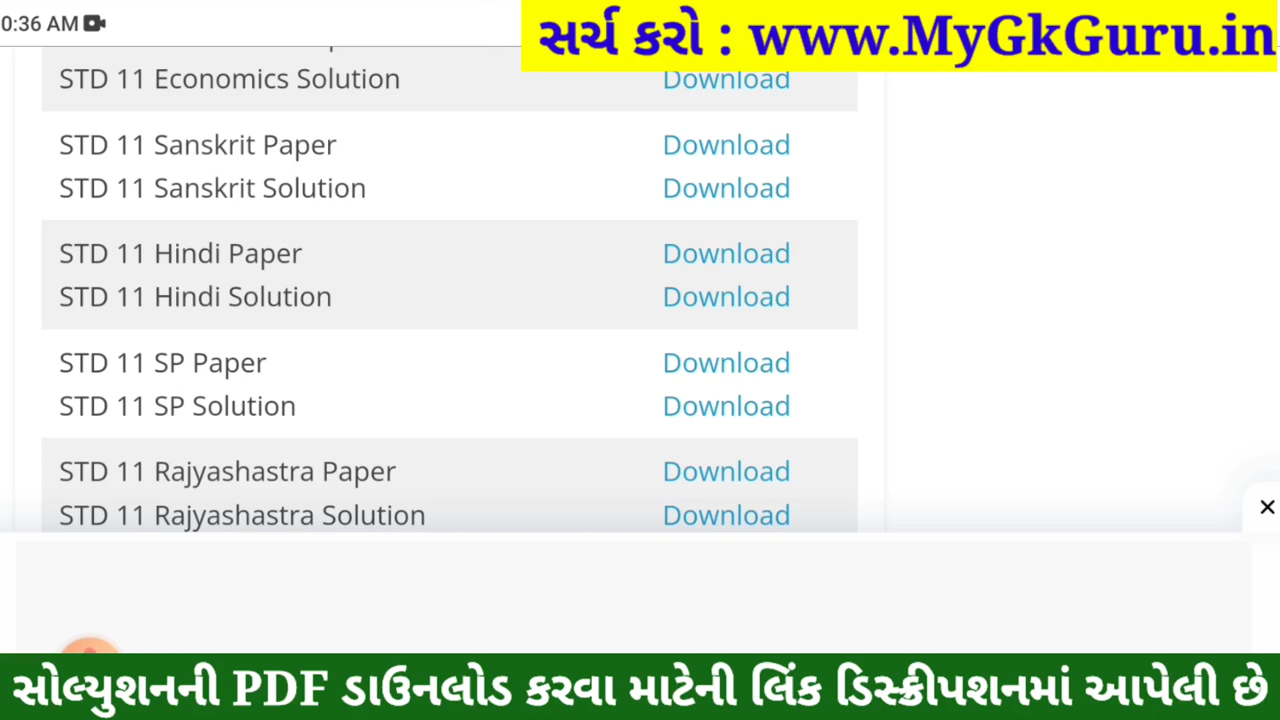 0:36 AM
સર્ચ કરો : www.MyGkGuru.in
STD 11 Economics Solution Download
STD 11 Sanskrit Paper Download
STD 11 Sanskrit Solution Download
STD 11 Hindi Paper Download
STD 11 Hindi Solution Download
STD 11 SP Paper Download
STD 11 SP Solution Download
STD 11 Rajyashastra Paper Download
STD 11 Rajyashastra Solution Download
સોલ્યુશનની PDF ડાઉનલોડ કરવા માટેની લિંક ડિસ્ક્રીપશનમાં આપેલી છે